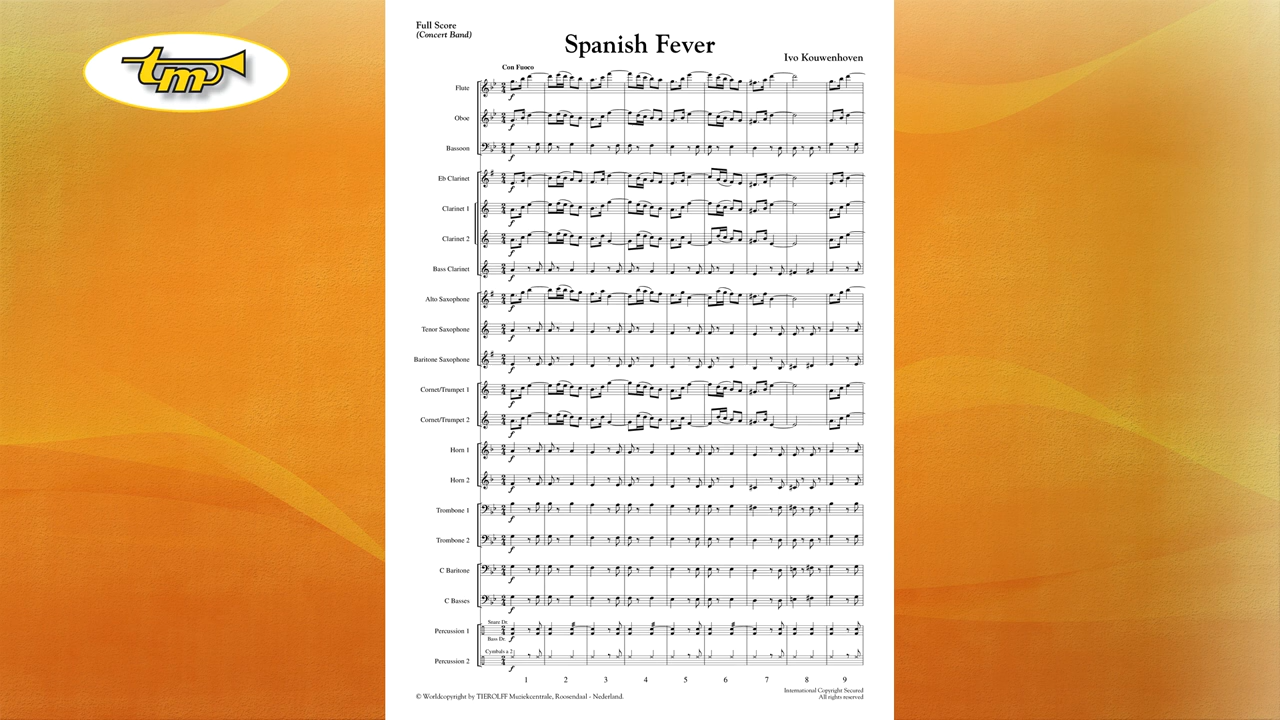 tm
Full Score
(Concert Band)
Spanish Fever
Ivo Kouwenhoven
Con Fuoco
Flute
Oboe
Bassoon
Eb Clarinet
Clarinet 1
Clarinet 2
Bass Clarinet
Alto Saxophone
Tenor Saxophone
Baritone Saxophone
Cornet/Trumpet 1
Cornet/Trumpet 2
Horn 1
Horn 2
Trombone 1
Trombone 2
C Baritone
C Basses
Snare Dr.
Percussion 1
Bass Dr.
Cymbals a 2
Percussion 2
1 2 3 4 5 6 7 8 9
© Worldcopyright by TIEROLFF Muziekcentrale, Roosendaal - Nederland.
International Copyright Secured
All rights reserved